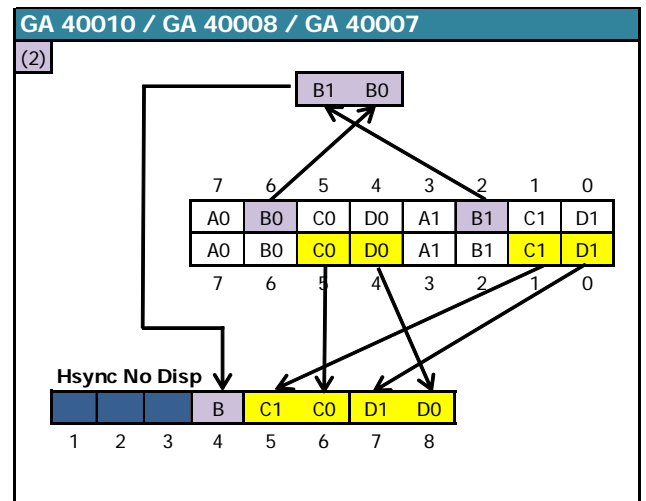 GA 40010 / GA 40008 / GA 40007
(2)
B1 B0
7 6 5 4 3 2 1 0
A0 B0 C0 D0 A1 B1 C1 D1
A0 B0 C0 D0 A1 B1 C1 D1
7 6 5 4 3 2 1 0
Hsync No Disp
B C1 C0 D1 D0
1 2 3 4 5 6 7 8